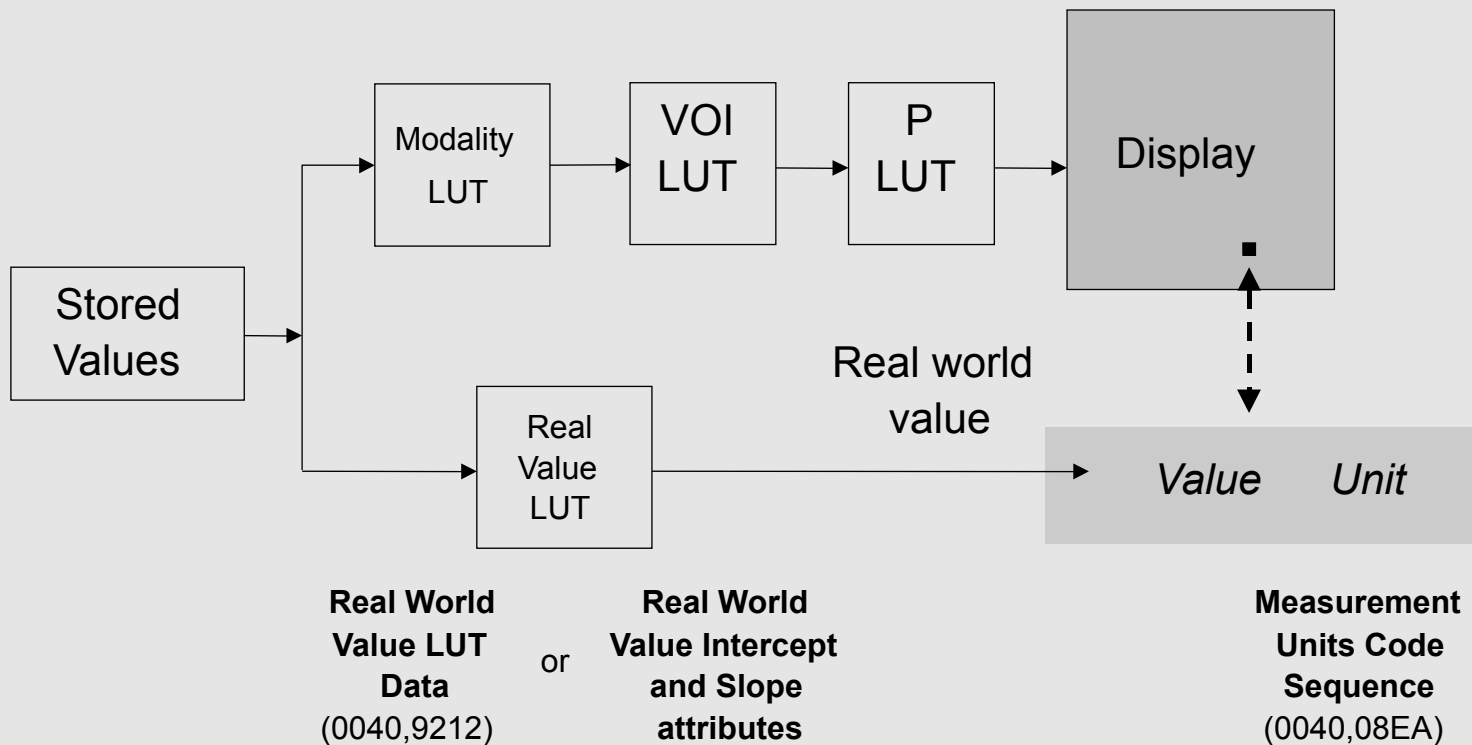 Modality
LUT
VOI
LUT
P
LUT
Display
Stored
Values
Real
Value
LUT
Real world
value
Value Unit
Real World
Value LUT
Data
(0040,9212)
or
Real World
Value Intercept
and Slope
attributes
Measurement
Units Code
Sequence
(0040,08EA)